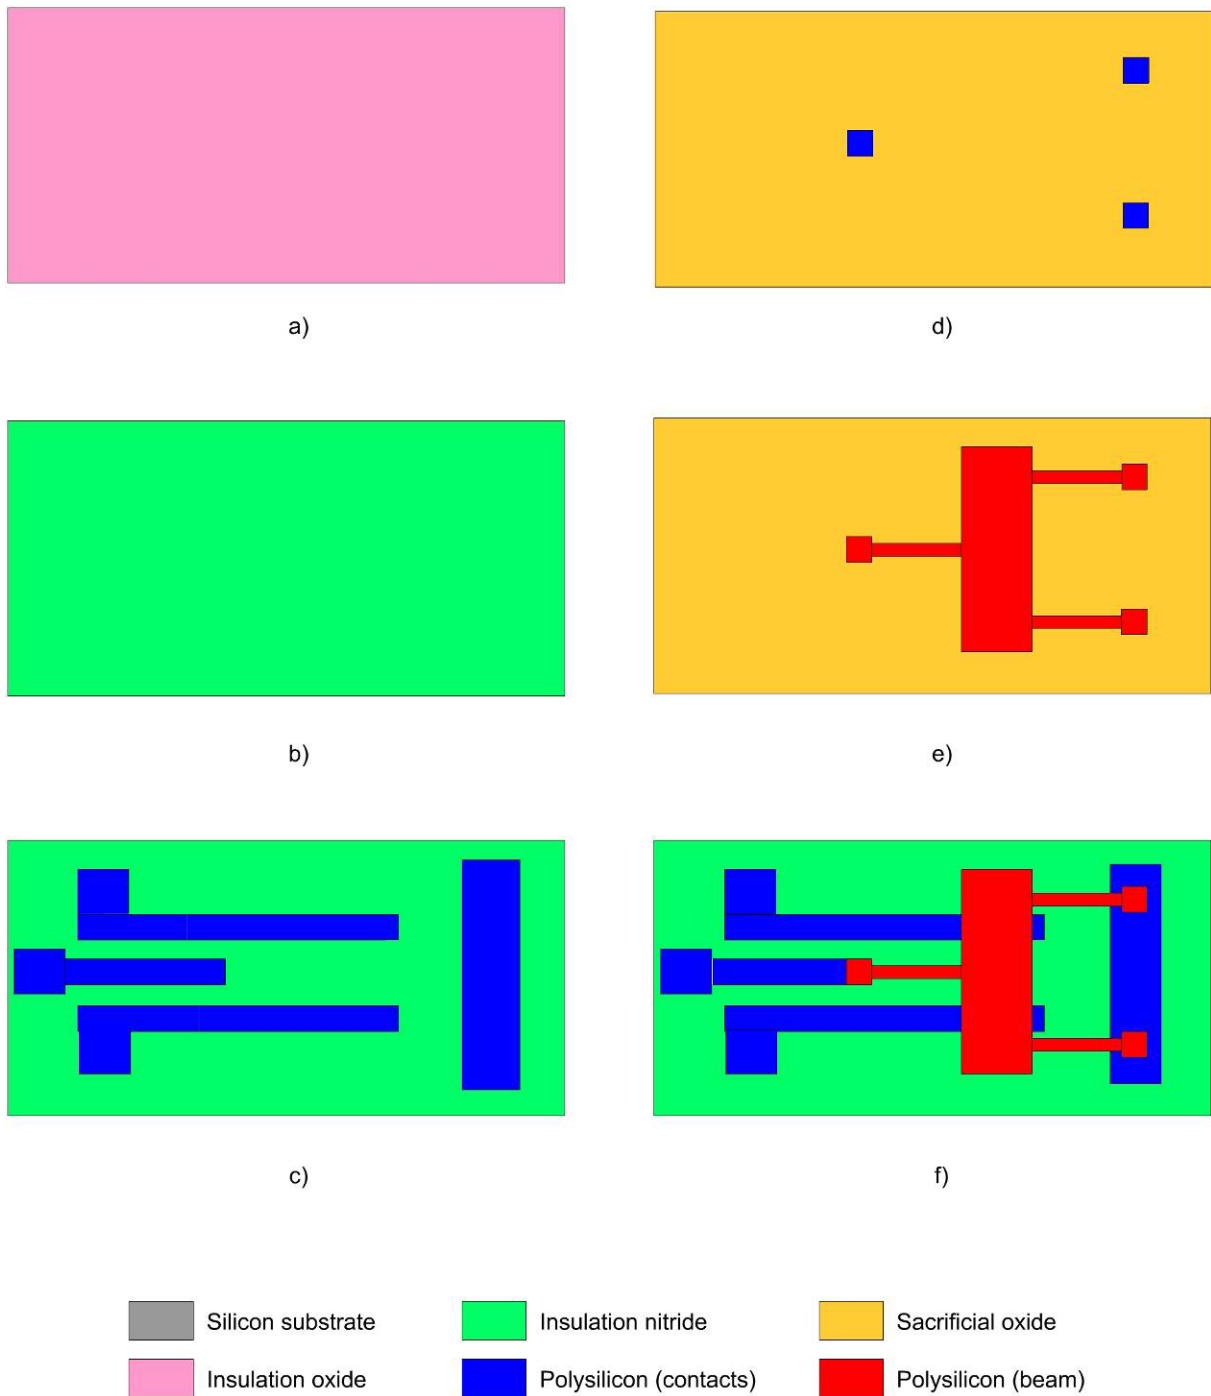 a)
d)
b)
e)
c)
f)
Silicon substrate
Insulation nitride
Sacrificial oxide
Insulation oxide
Polysilicon (contacts)
Polysilicon (beam)